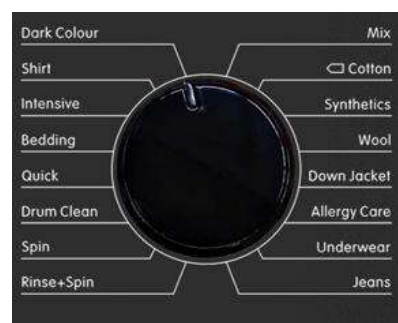 Dark Colour
Mix
Shirt
Cotton
Intensive
Synthetics
Bedding
Wool
Quick
Down Jacket
Drum Clean
Allergy Care
Spin
Underwear
Rinse+Spin
Jeans